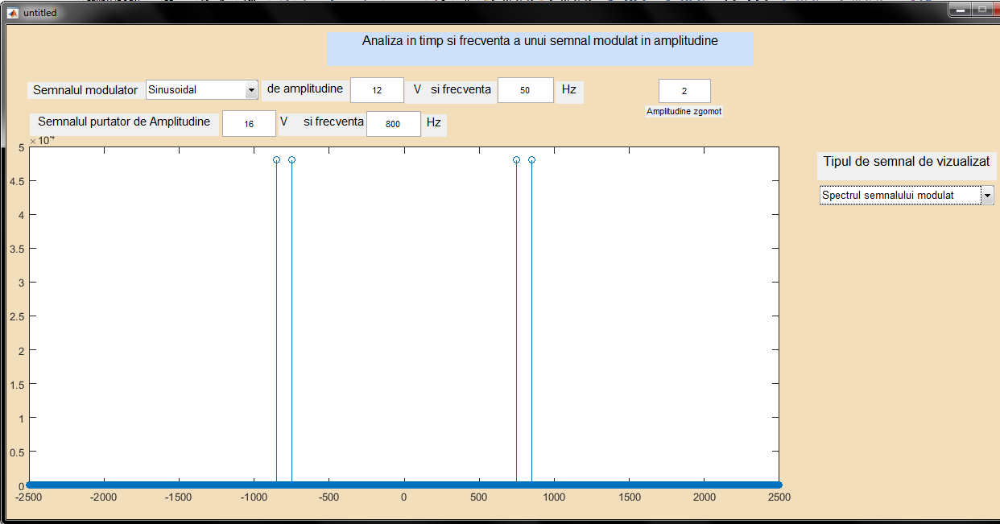 untitled
Analiza in timp si frecventa a unui semnal modulat in amplitudine
Semnalul modulator Sinusoidal de amplitudine 12 V si frecventa 50 Hz 2
Amplitudine zgomot
Semnalul purtator de Amplitudine 16 V si frecventa 800 Hz
×10⁴
Tipul de semnal de vizualizat
Spectrul semnalului modulat
5
4.5
4
3.5
3
2.5
2
1.5
1
0.5
0
-2500 -2000 -1500 -1000 -500 0 500 1000 1500 2000 2500